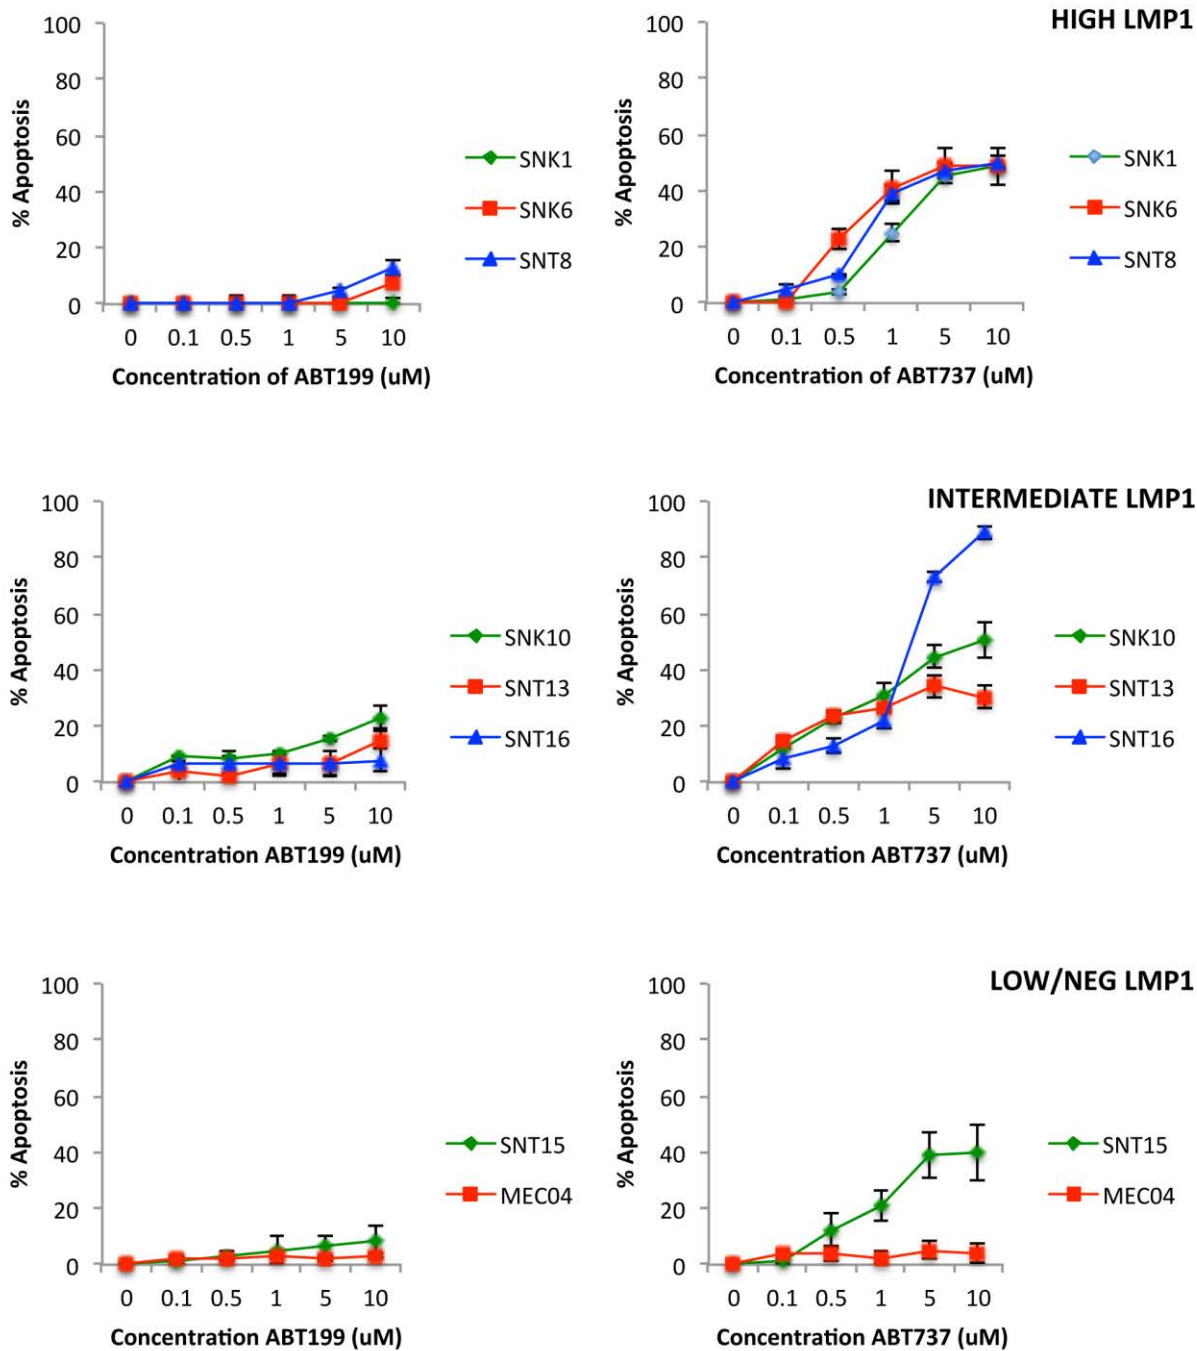 HIGH LMP1
100
80
60
40
20
0
% Apoptosis
0 0.1 0.5 1 5 10
Concentration of ABT199 (uM)
SNK1
SNK6
SNT8
100
80
60
40
20
0
% Apoptosis
0 0.1 0.5 1 5 10
Concentration of ABT737 (uM)
SNK1
SNK6
SNT8
INTERMEDIATE LMP1
100
80
60
40
20
0
% Apoptosis
0 0.1 0.5 1 5 10
Concentration ABT199 (uM)
SNK10
SNT13
SNT16
100
80
60
40
20
0
% Apoptosis
0 0.1 0.5 1 5 10
Concentration ABT737 (uM)
SNK10
SNT13
SNT16
LOW/NEG LMP1
100
80
60
40
20
0
% Apoptosis
0 0.1 0.5 1 5 10
Concentration ABT199 (uM)
SNT15
MEC04
100
80
60
40
20
0
% Apoptosis
0 0.1 0.5 1 5 10
Concentration ABT737 (uM)
SNT15
MEC04